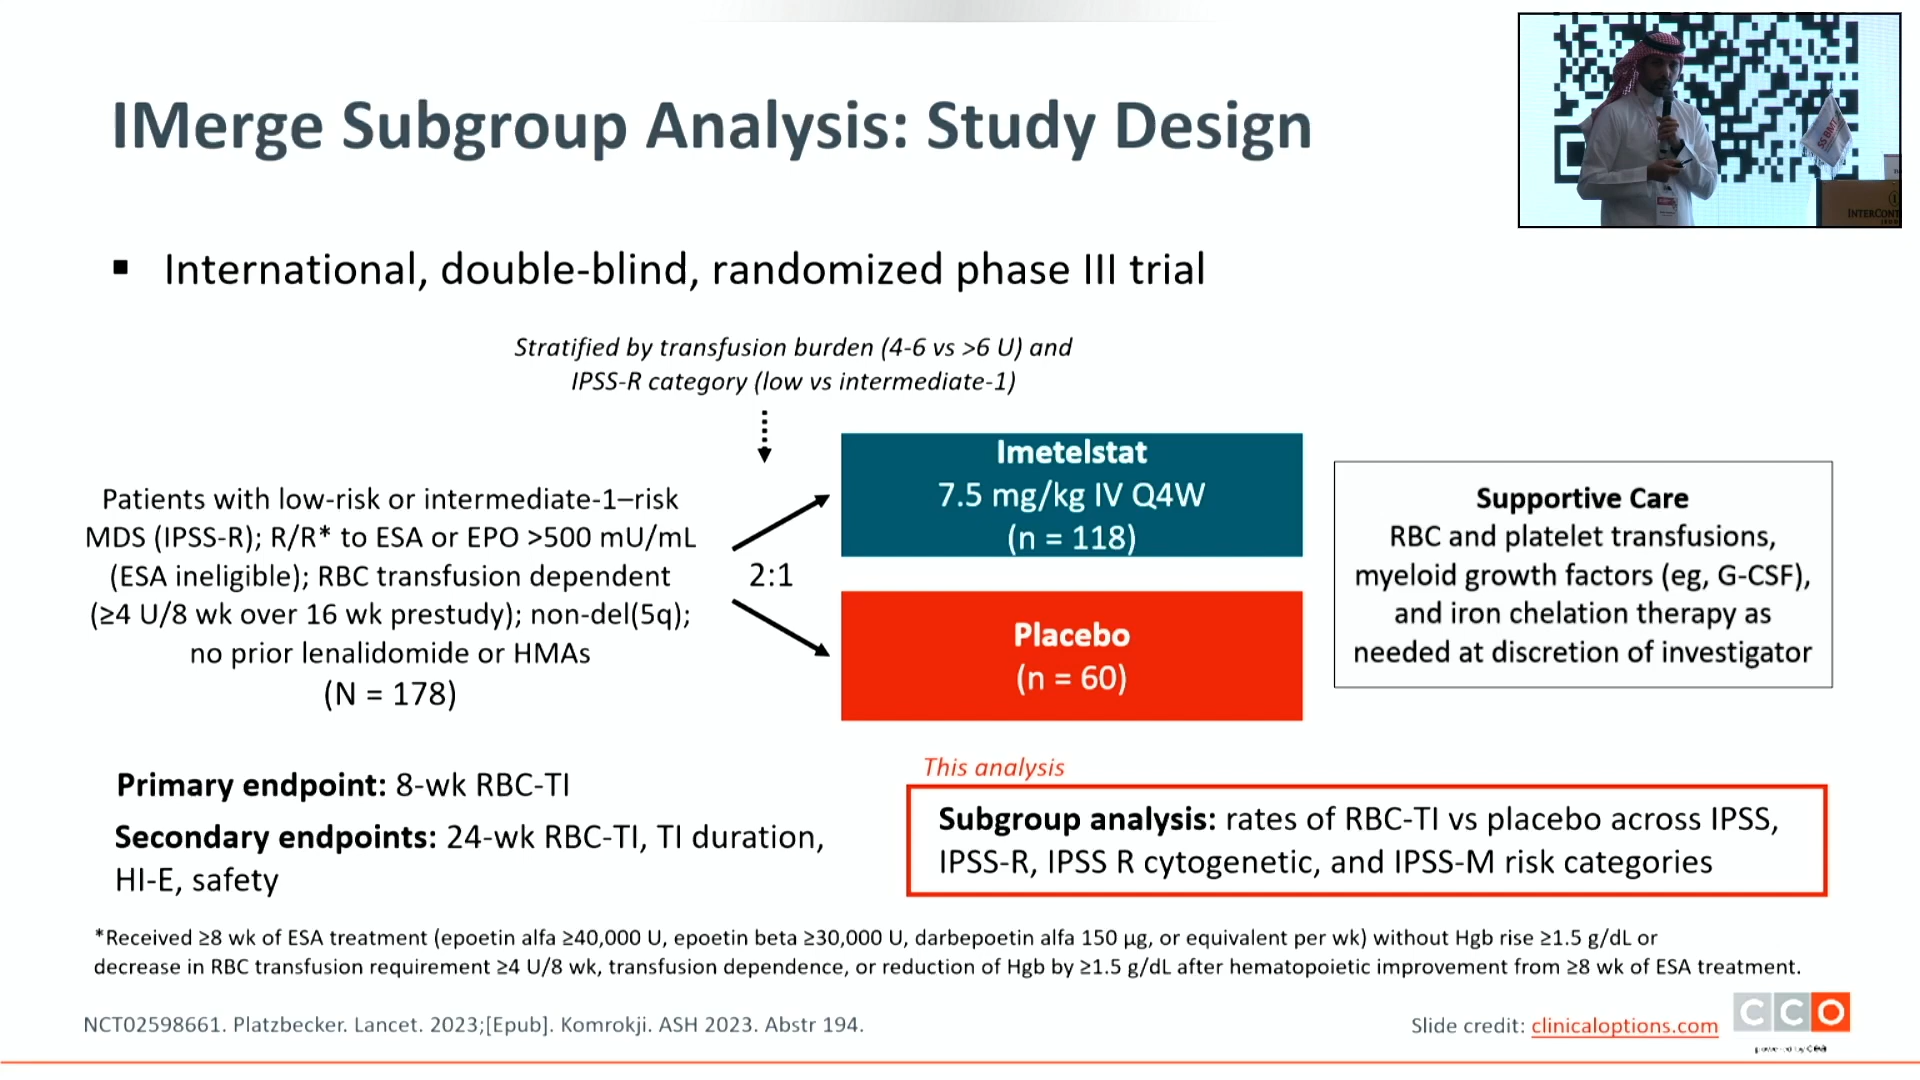 IMerge Subgroup Analysis: Study Design
▪ International, double-blind, randomized phase III trial
Stratified by transfusion burden (4-6 vs >6 U) and
IPSS-R category (low vs intermediate-1)
Patients with low-risk or intermediate-1–risk
MDS (IPSS-R); R/R* to ESA or EPO >500 mU/mL
(ESA ineligible); RBC transfusion dependent
(≥4 U/8 wk over 16 wk prestudy); non-del(5q);
no prior lenalidomide or HMAs
(N = 178)
2:1
Imetelstat
7.5 mg/kg IV Q4W
(n = 118)
Placebo
(n = 60)
Supportive Care
RBC and platelet transfusions,
myeloid growth factors (eg, G-CSF),
and iron chelation therapy as
needed at discretion of investigator
Primary endpoint: 8-wk RBC-TI
Secondary endpoints: 24-wk RBC-TI, TI duration,
HI-E, safety
This analysis
Subgroup analysis: rates of RBC-TI vs placebo across IPSS,
IPSS-R, IPSS R cytogenetic, and IPSS-M risk categories
*Received ≥8 wk of ESA treatment (epoetin alfa ≥40,000 U, epoetin beta ≥30,000 U, darbepoetin alfa 150 μg, or equivalent per wk) without Hgb rise ≥1.5 g/dL or
decrease in RBC transfusion requirement ≥4 U/8 wk, transfusion dependence, or reduction of Hgb by ≥1.5 g/dL after hematopoietic improvement from ≥8 wk of ESA treatment.
NCT02598661. Platzbecker. Lancet. 2023;[Epub]. Komrokji. ASH 2023. Abstr 194.
Slide credit: clinicaloptions.com
CCO
powered by cea
SS BMT
INTERCONT